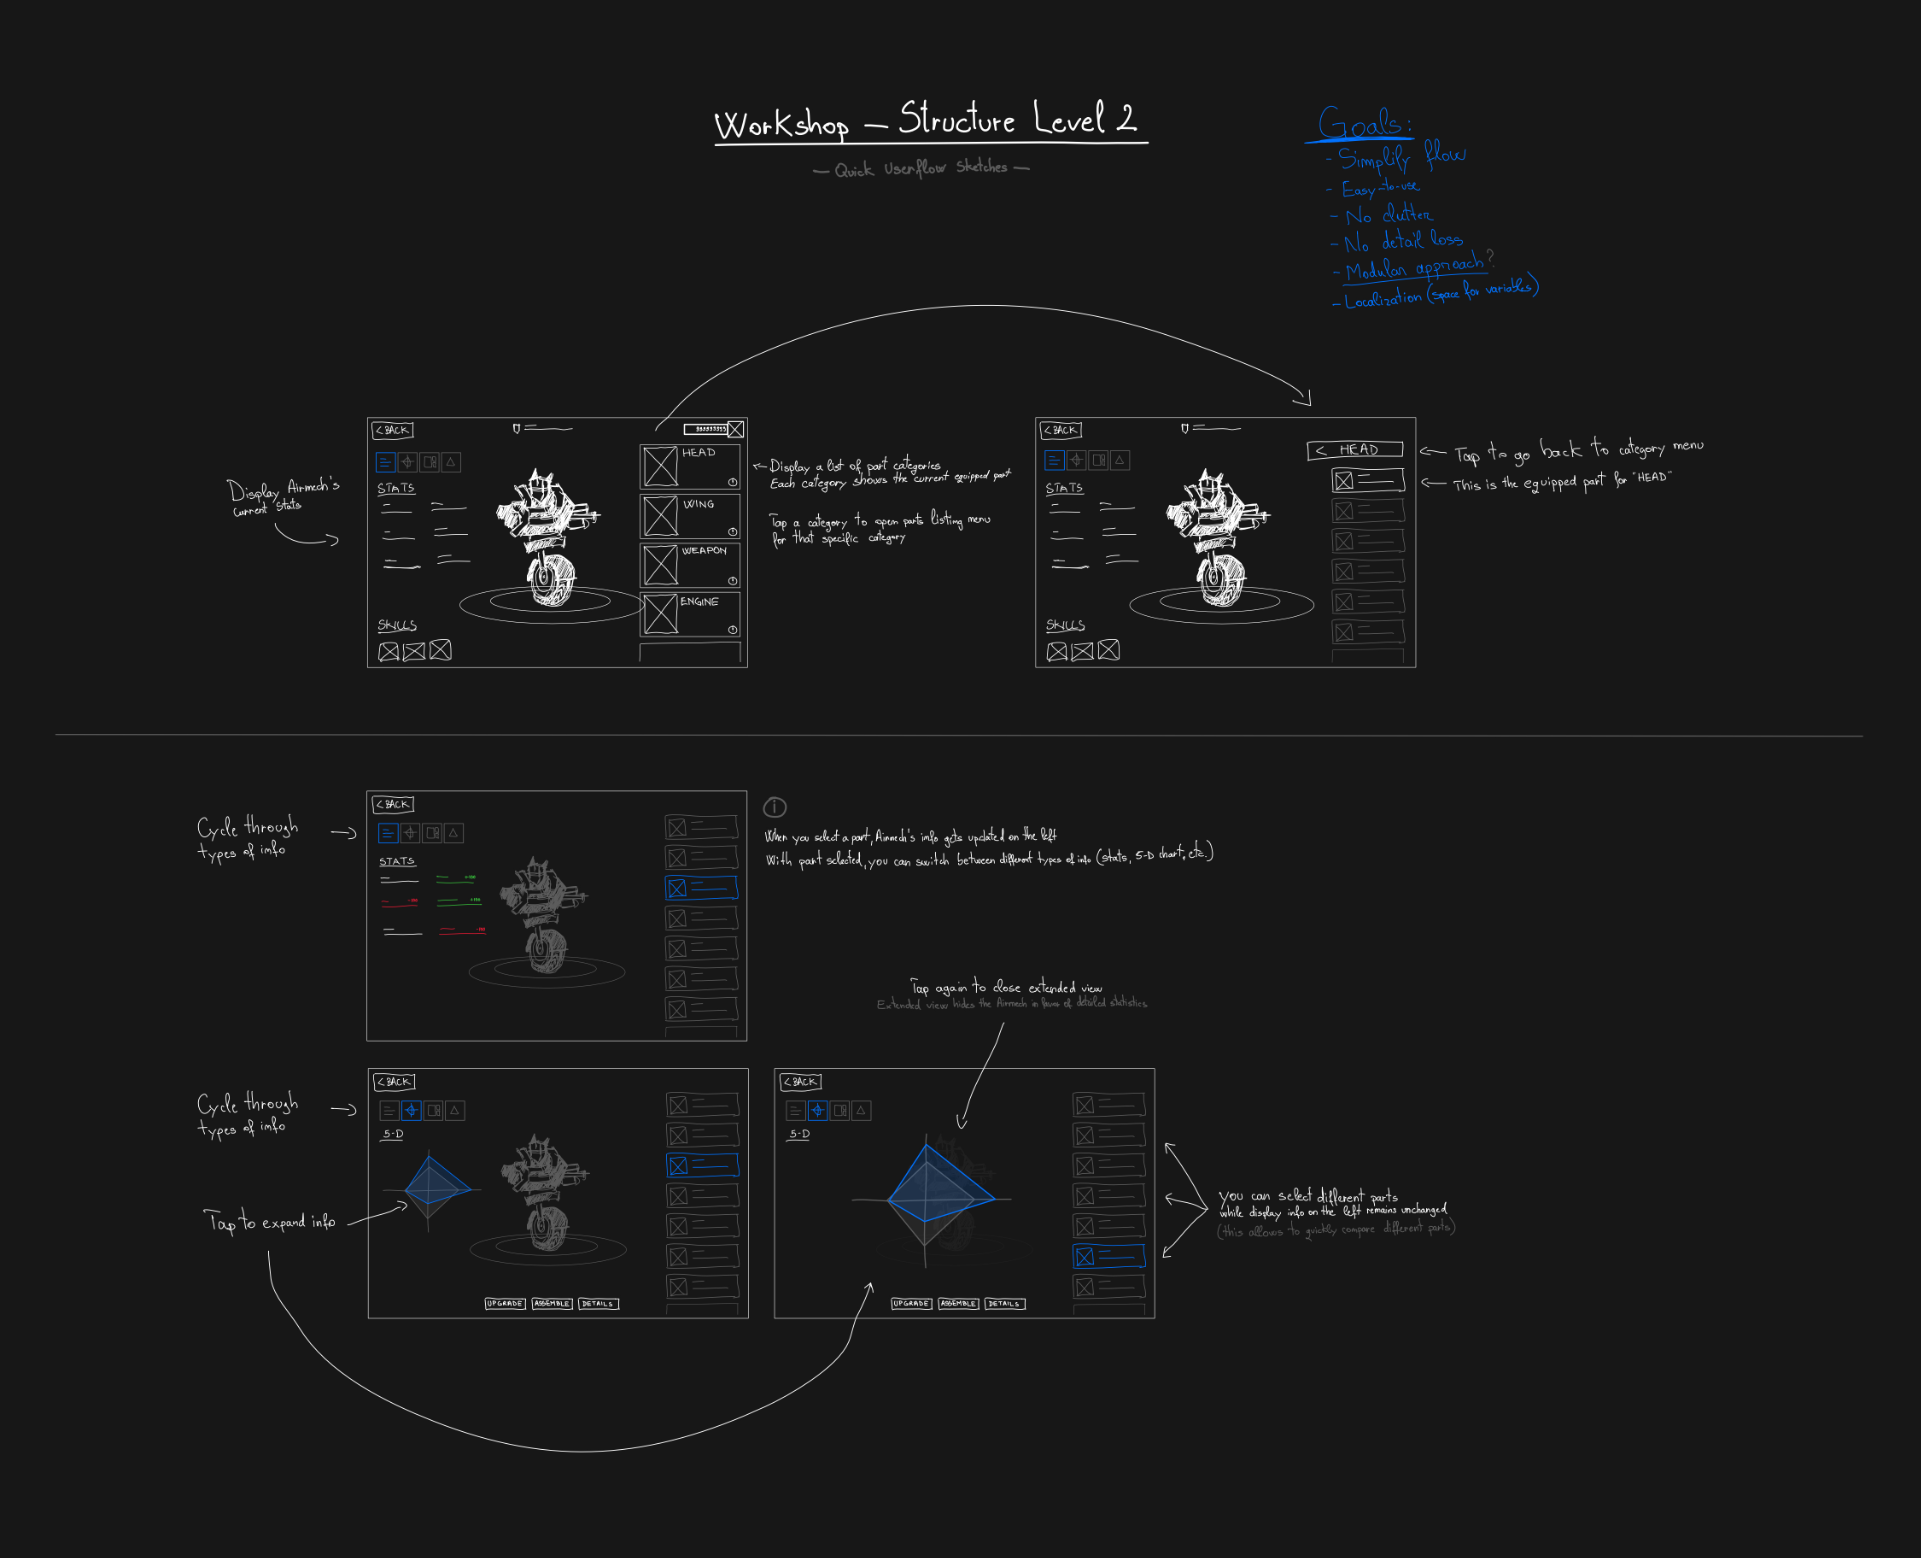 Workshop — Structure Level 2
— Quick Userflow Sketches —
Goals:
- Simplify flow
- Easy-to-use
- No clutter
- No detail loss
- Modular approach?
- Localization (space for variables)
Display Airmech's
current stats
< BACK
STATS
SKILLS
HEAD
WING
WEAPON
ENGINE
Display a list of part categories
Each category shows the current equipped part
Tap a category to open parts listing menu
for that specific category
< BACK
STATS
SKILLS
< HEAD
Tap to go back to category menu
This is the equipped part for "HEAD"
Cycle through
types of info
< BACK
STATS
i
When you select a part, Airmech's info gets updated on the left
With part selected, you can switch between different types of info (stats, 5-D chart, etc.)
Tap again to close extended view
Extended view hides the Airmech in favor of detailed statistics
Cycle through
types of info
Tap to expand info
< BACK
5-D
UPGRADE ASSEMBLE DETAILS
< BACK
5-D
UPGRADE ASSEMBLE DETAILS
You can select different parts
while display info on the left remains unchanged
(this allows to quickly compare different parts)